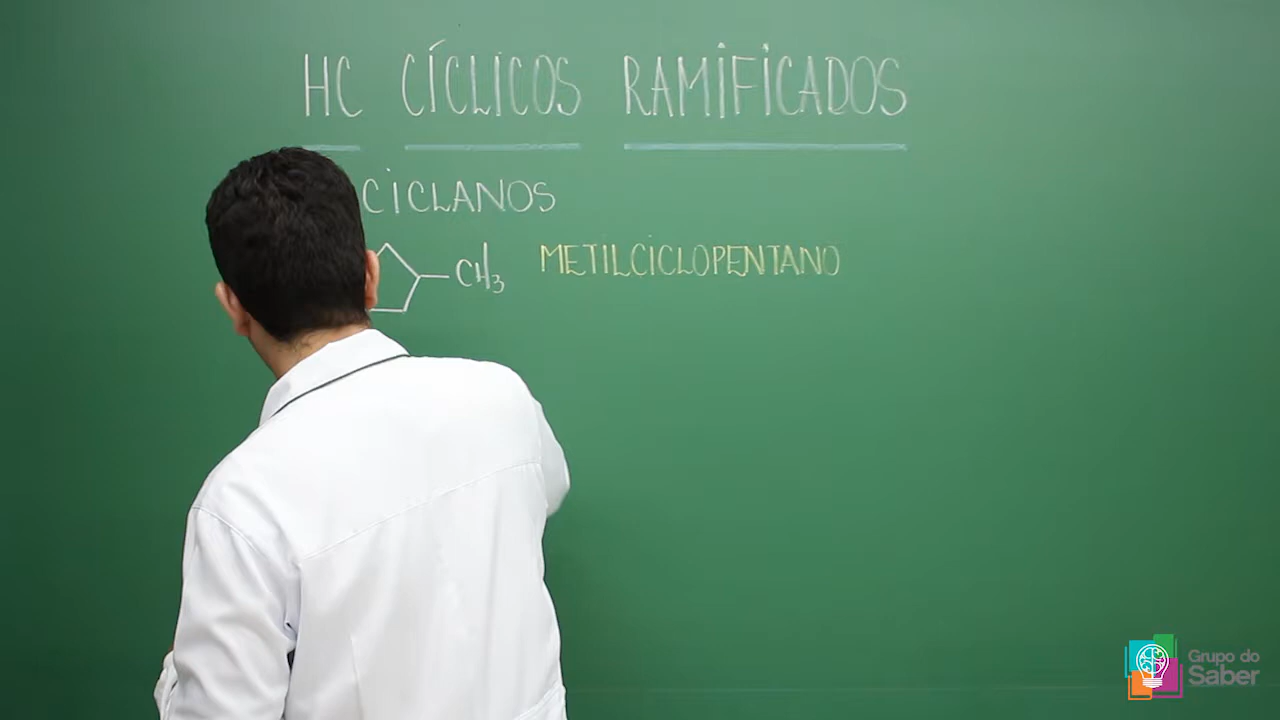 HC CÍCLICOS RAMIFICADOS
CICLANOS
CH3 METILCICLOPENTANO
Grupo do
Saber